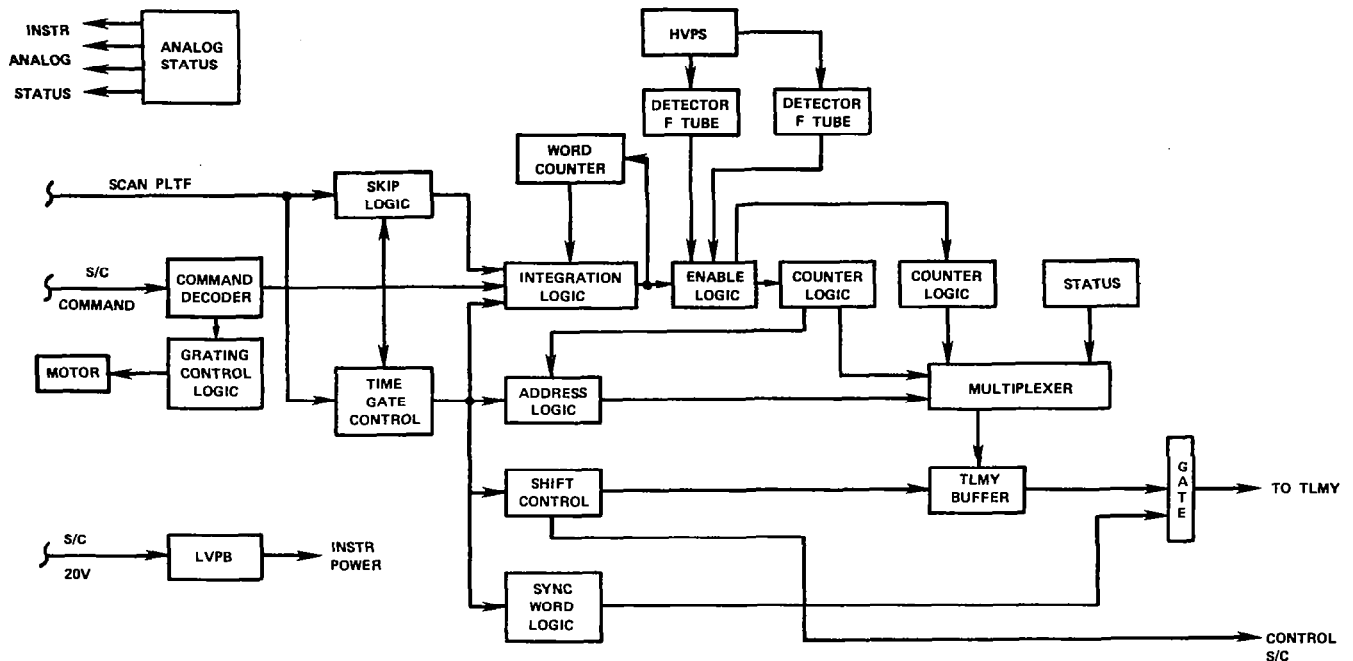 INSTR
ANALOG
STATUS
ANALOG
STATUS
HVPS
DETECTOR
F TUBE
DETECTOR
F TUBE
WORD
COUNTER
SCAN PLTF
SKIP
LOGIC
S/C
COMMAND
COMMAND
DECODER
INTEGRATION
LOGIC
ENABLE
LOGIC
COUNTER
LOGIC
COUNTER
LOGIC
STATUS
MOTOR
GRATING
CONTROL
LOGIC
TIME
GATE
CONTROL
ADDRESS
LOGIC
MULTIPLEXER
SHIFT
CONTROL
TLMY
BUFFER
GATE
TO TLMY
S/C
20V
LVPB
INSTR
POWER
SYNC
WORD
LOGIC
CONTROL
S/C